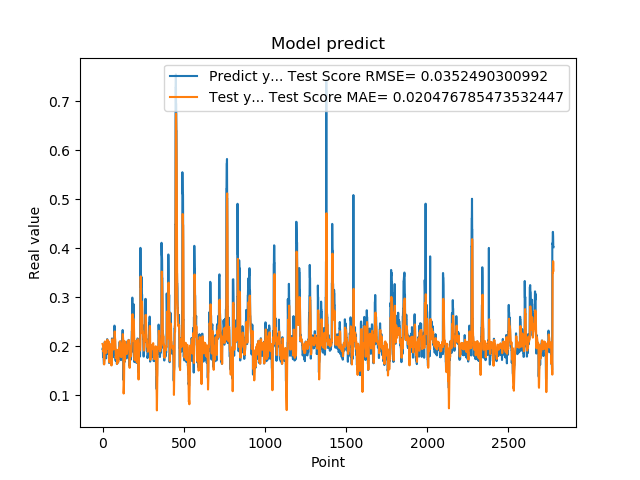 Model predict
Predict y... Test Score RMSE= 0.0352490300992
Test y... Test Score MAE= 0.020476785473532447
Real value
0.7
0.6
0.5
0.4
0.3
0.2
0.1
0 500 1000 1500 2000 2500
Point